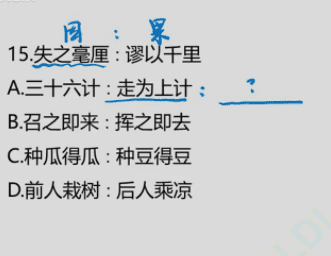 因 : 果
15.失之毫厘 : 谬以千里
A.三十六计 : 走为上计 : ?
B.召之即来 : 挥之即去
C.种瓜得瓜 : 种豆得豆
D.前人栽树 : 后人乘凉